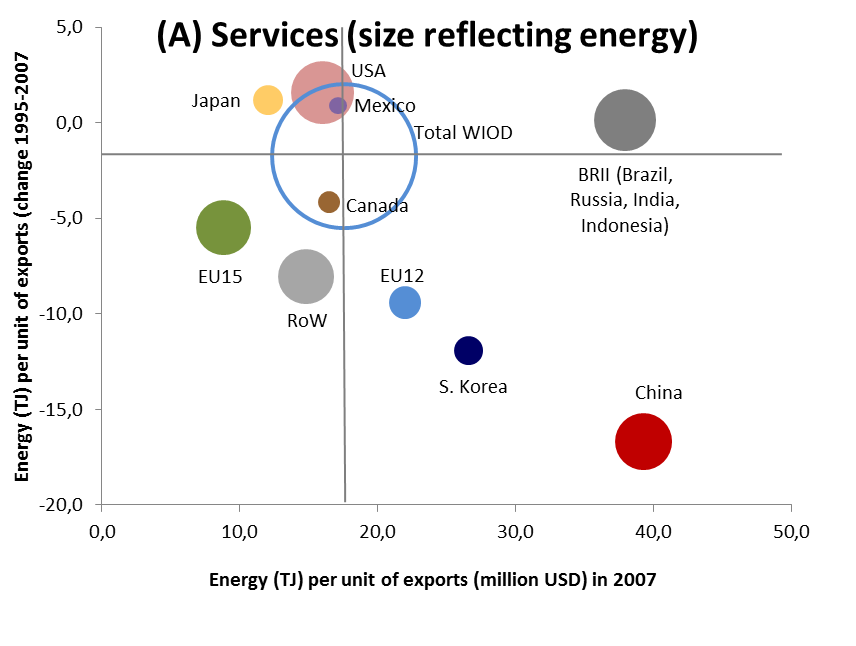 (A) Services (size reflecting energy)
Energy (TJ) per unit of exports (change 1995-2007
5,0
0,0
-5,0
-10,0
-15,0
-20,0
USA
Japan
Mexico
Total WIOD
BRII (Brazil,
Russia, India,
Indonesia)
Canada
EU15
EU12
RoW
S. Korea
China
0,0
10,0
20,0
30,0
40,0
50,0
Energy (TJ) per unit of exports (million USD) in 2007